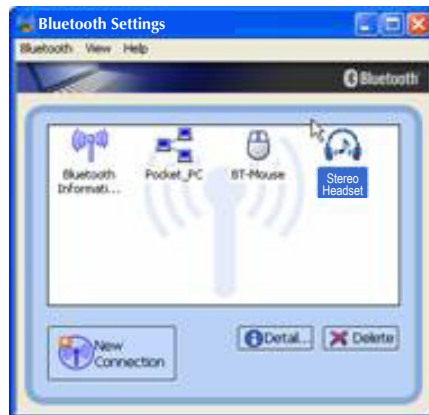 Bluetooth Settings
Bluetooth View Help
Bluetooth
Bluetooth
Informati...
Pocket_PC
BT-Mouse
Stereo
Headset
New
Connection
Detail...
Delete